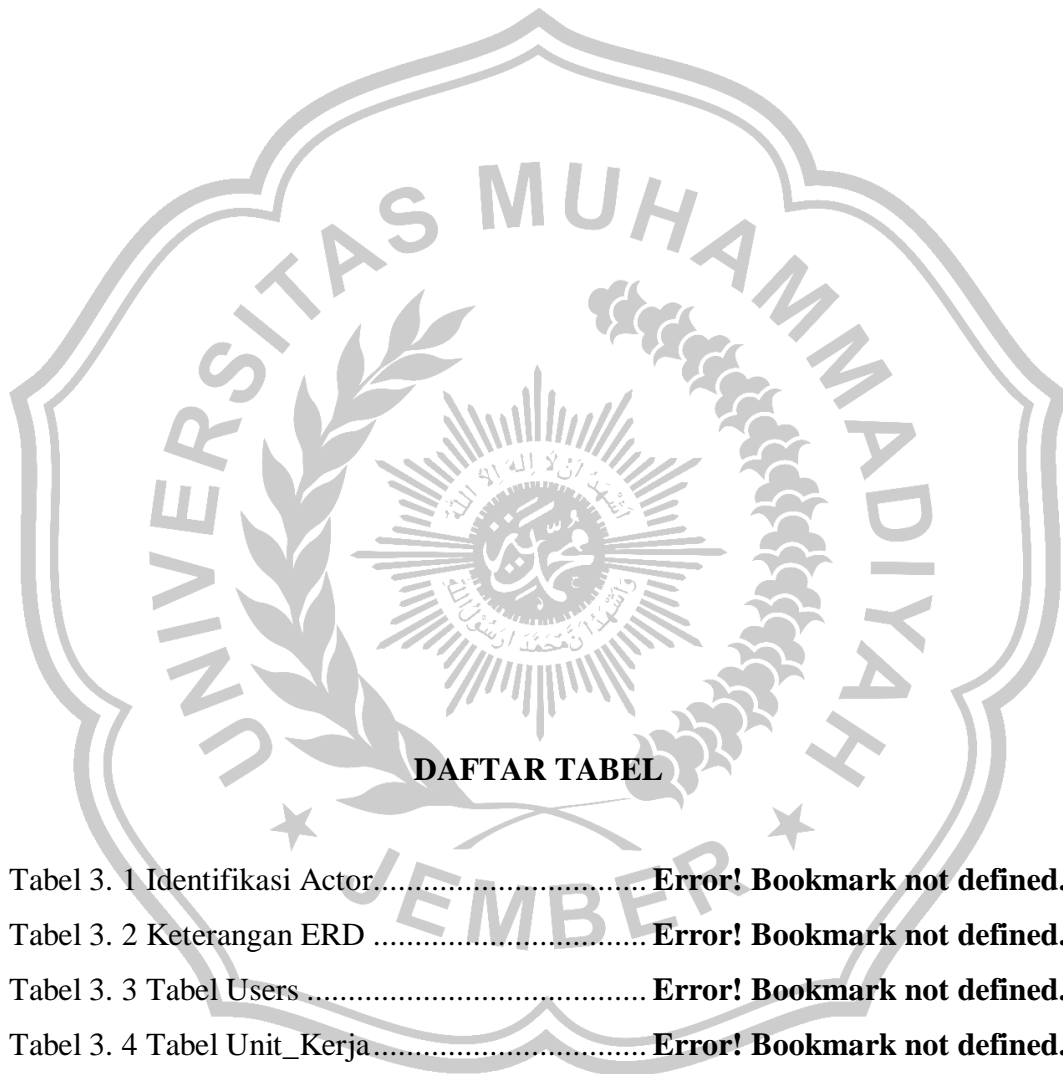 UNIVERSITAS MUHAMMADIYAH
JEMBER
DAFTAR TABEL
Tabel 3. 1 Identifikasi Actor................................ Error! Bookmark not defined.
Tabel 3. 2 Keterangan ERD ................................ Error! Bookmark not defined.
Tabel 3. 3 Tabel Users ........................................ Error! Bookmark not defined.
Tabel 3. 4 Tabel Unit_Kerja................................ Error! Bookmark not defined.